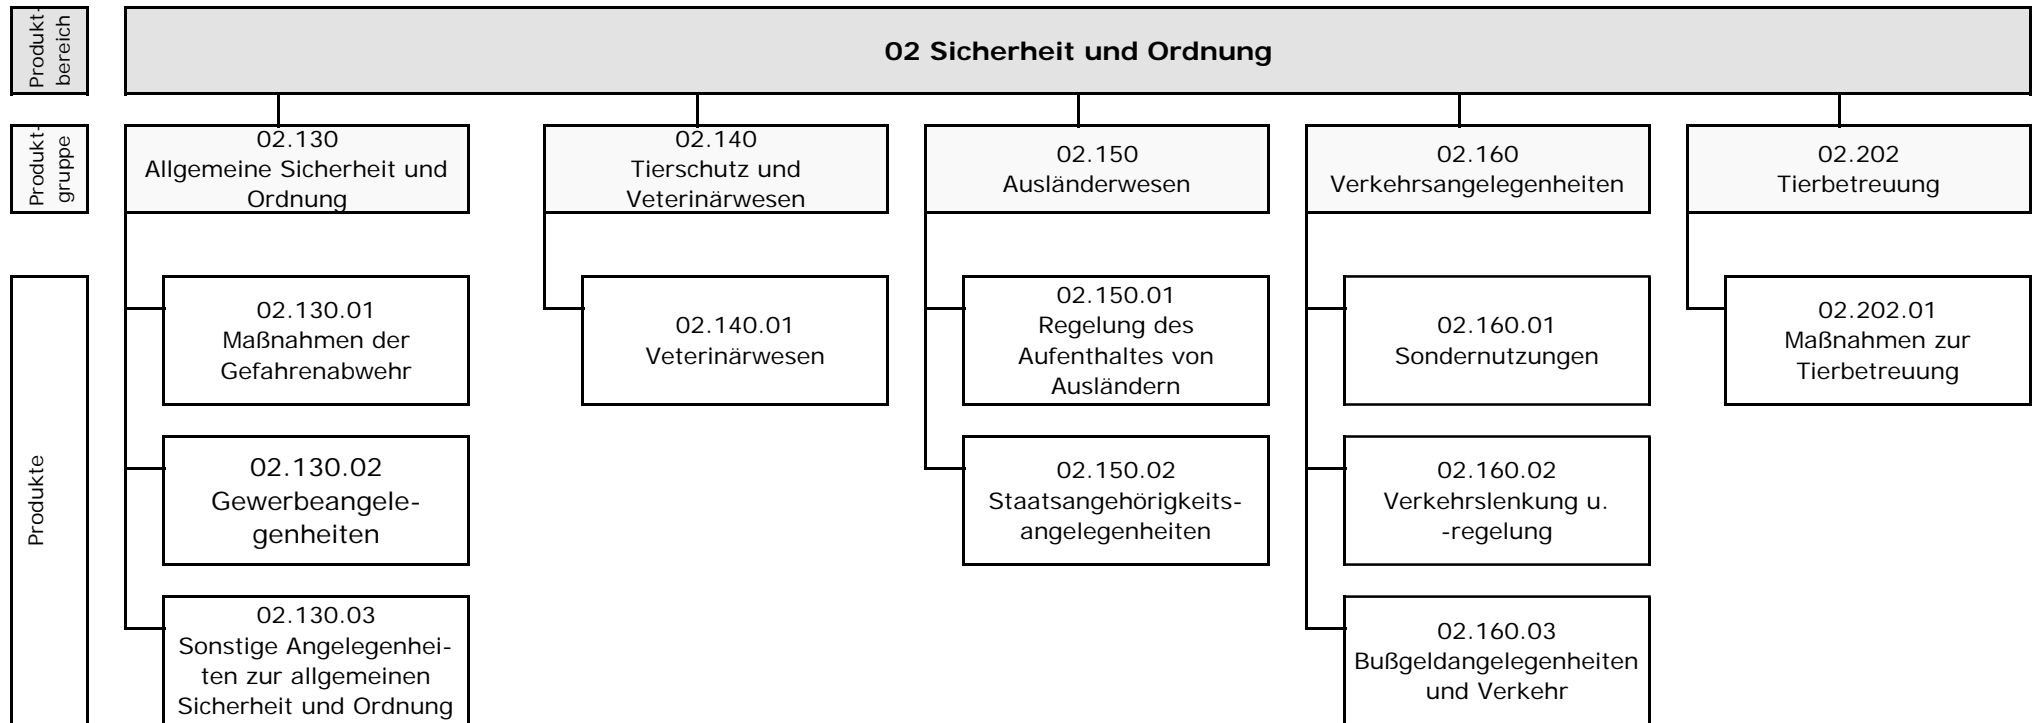 Produkt-
bereich
02 Sicherheit und Ordnung
Produkt-
gruppe
02.130
Allgemeine Sicherheit und
Ordnung
02.140
Tierschutz und
Veterinärwesen
02.150
Ausländerwesen
02.160
Verkehrsangelegenheiten
02.202
Tierbetreuung
Produkte
02.130.01
Maßnahmen der
Gefahrenabwehr
02.140.01
Veterinärwesen
02.150.01
Regelung des
Aufenthaltes von
Ausländern
02.160.01
Sondernutzungen
02.202.01
Maßnahmen zur
Tierbetreuung
02.130.02
Gewerbeangele-
genheiten
02.150.02
Staatsangehörigkeits-
angelegenheiten
02.160.02
Verkehrslenkung u.
-regelung
02.130.03
Sonstige Angelegenhei-
ten zur allgemeinen
Sicherheit und Ordnung
02.160.03
Bußgeldangelegenheiten
und Verkehr